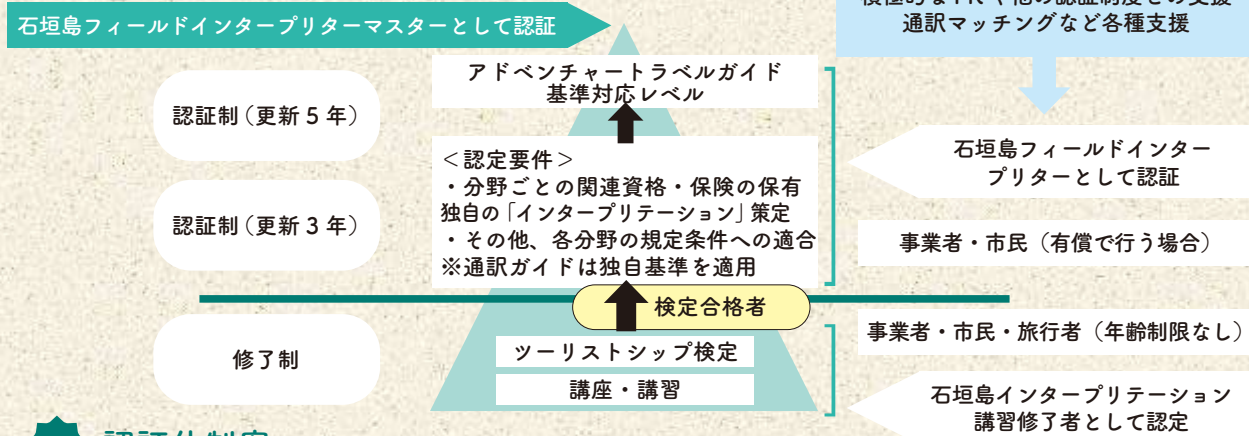 通訳マッチングなど各種支援
石垣島フィールドインタープリターマスターとして認証
アドベンチャートラベルガイド
基準対応レベル
認証制（更新 5 年）
＜認定要件＞
・分野ごとの関連資格・保険の保有
独自の「インタープリテーション」策定
・その他、各分野の規定条件への適合
※通訳ガイドは独自基準を適用
石垣島フィールドインター
プリターとして認証
認証制（更新 3 年）
事業者・市民（有償で行う場合）
検定合格者
事業者・市民・旅行者（年齢制限なし）
修了制
ツーリストシップ検定
講座・講習
石垣島インタープリテーション
講習修了者として認定